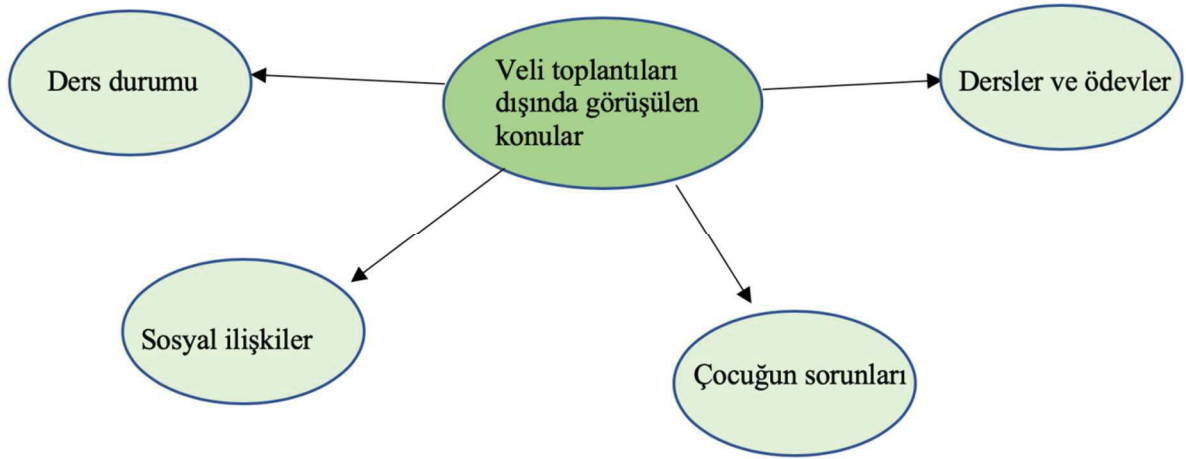 Ders durumu
Veli toplantıları
dışında görüşülen
konular
Dersler ve ödevler
Sosyal ilişkiler
Çocuğun sorunları